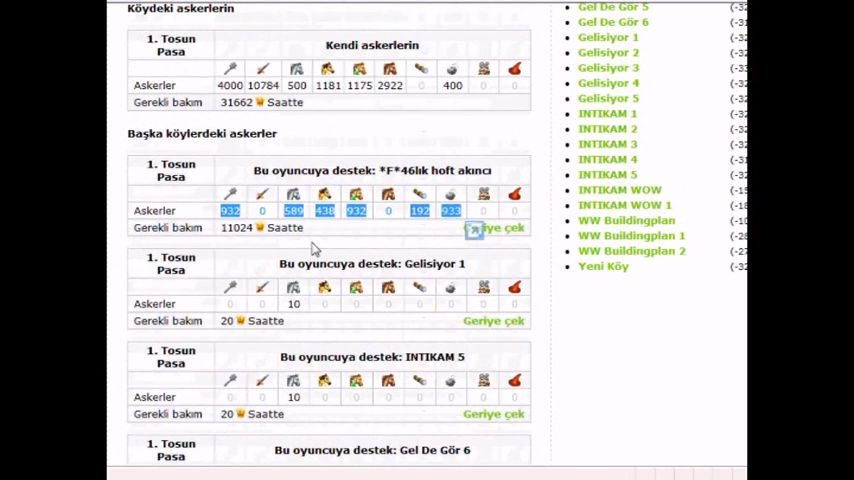 Köydeki askerlerin
1. Tosun Pasa
Kendi askerlerin
Askerler 4000 10784 500 1181 1175 2922 0 400 0 0
Gerekli bakım 31662 Saatte
Başka köylerdeki askerler
1. Tosun Pasa
Bu oyuncuya destek: *F*46lık hoft akıncı
Askerler 932 0 589 438 932 0 192 933 0 0
Gerekli bakım 11024 Saatte
1. Tosun Pasa
Bu oyuncuya destek: Gelisiyor 1
Askerler 0 0 10 0 0 0 0 0 0 0
Gerekli bakım 20 Saatte Geriye çek
1. Tosun Pasa
Bu oyuncuya destek: INTIKAM 5
Askerler 0 0 10 0 0 0 0 0 0 0
Gerekli bakım 20 Saatte Geriye çek
1. Tosun Pasa
Bu oyuncuya destek: Gel De Gör 6
Gel De Gör 5
Gel De Gör 6
Gelisiyor 1
Gelisiyor 2
Gelisiyor 3
Gelisiyor 4
Gelisiyor 5
INTIKAM 1
INTIKAM 2
INTIKAM 3
INTIKAM 4
INTIKAM 5
INTIKAM WOW
INTIKAM WOW 1
WW Buildingplan
WW Buildingplan 1
WW Buildingplan 2
Yeni Köy